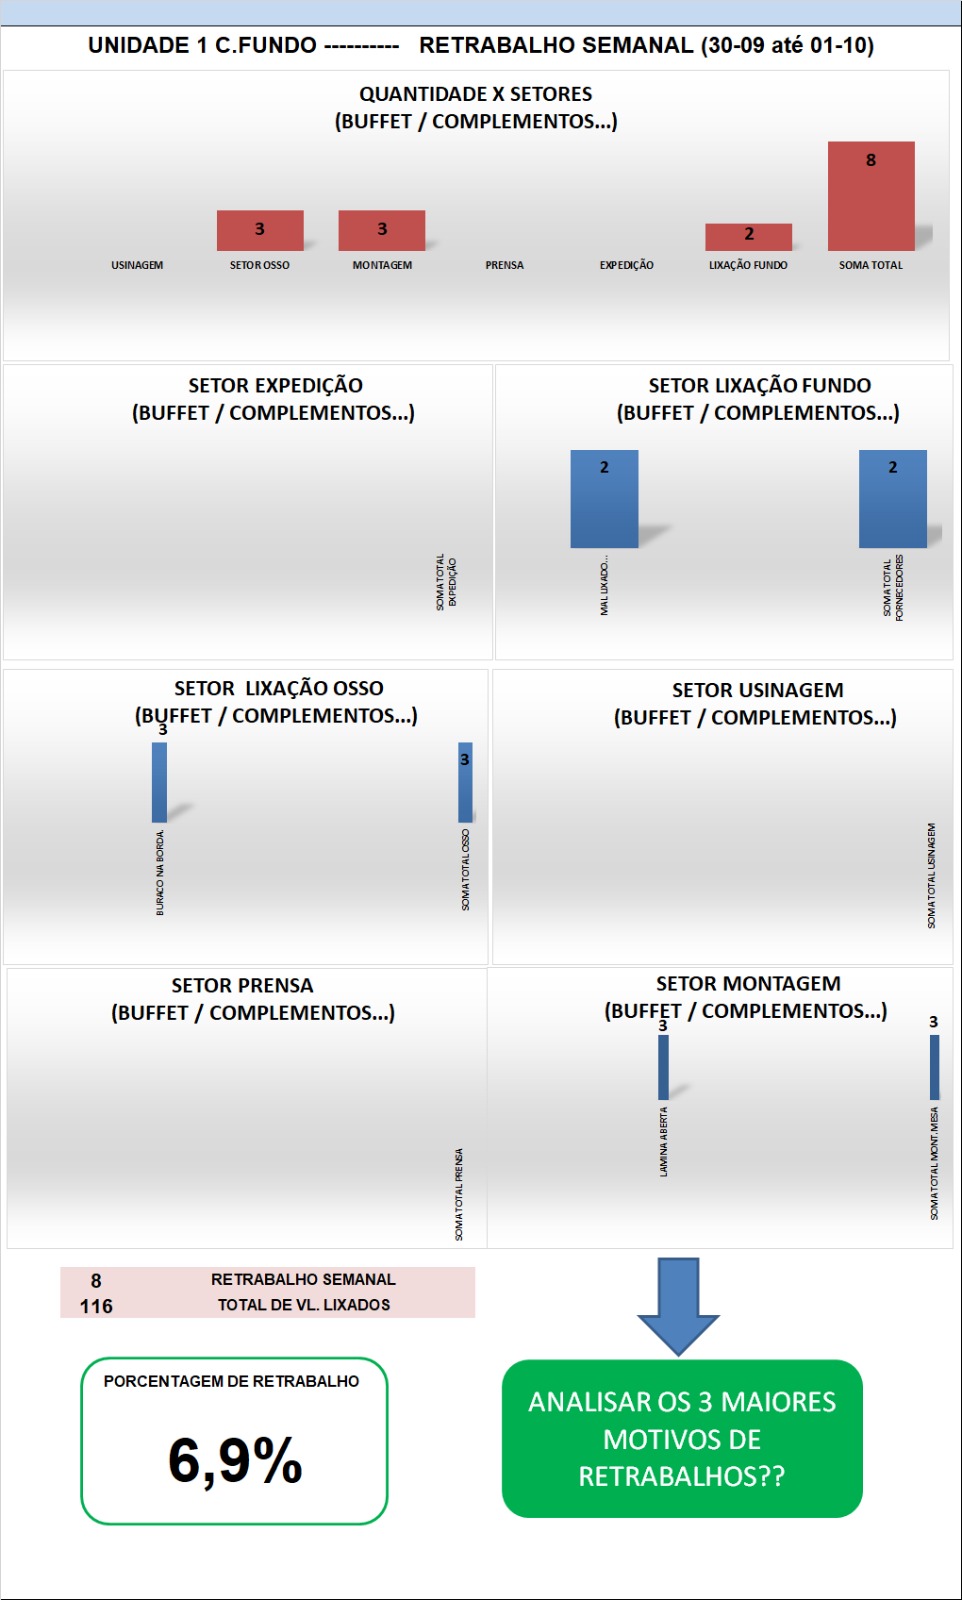 UNIDADE 1 C.FUNDO ---------- RETRABALHO SEMANAL (30-09 até 01-10)
QUANTIDADE X SETORES
(BUFFET / COMPLEMENTOS...)
3
3
2
8
USINAGEM
SETOR OSSO
MONTAGEM
PRENSA
EXPEDIÇÃO
LIXAÇÃO FUNDO
SOMA TOTAL
SETOR EXPEDIÇÃO
(BUFFET / COMPLEMENTOS...)
SOMA TOTAL
EXPEDIÇÃO
SETOR LIXAÇÃO FUNDO
(BUFFET / COMPLEMENTOS...)
2
2
MAL LIXADO...
SOMA TOTAL
FORNECEDORES
SETOR LIXAÇÃO OSSO
(BUFFET / COMPLEMENTOS...)
3
3
BURACO NA BORDA.
SOMA TOTAL OSSO
SETOR USINAGEM
(BUFFET / COMPLEMENTOS...)
SOMA TOTAL USINAGEM
SETOR PRENSA
(BUFFET / COMPLEMENTOS...)
SOMA TOTAL PRENSA
SETOR MONTAGEM
(BUFFET / COMPLEMENTOS...)
3
3
LAMINA ABERTA
SOMA TOTAL MONT.MESA
8 RETRABALHO SEMANAL
116 TOTAL DE VL. LIXADOS
PORCENTAGEM DE RETRABALHO
6,9%
ANALISAR OS 3 MAIORES
MOTIVOS DE
RETRABALHOS??